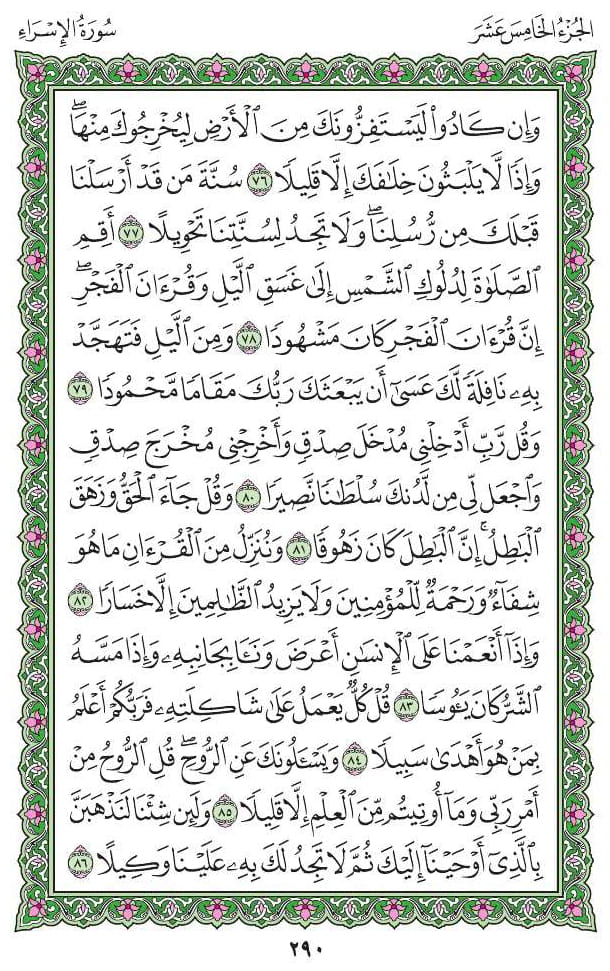 الجُزْءُ الخَامِسَ عَشَرَ
سُورَةُ الإِسْرَاءِ
وَإِن كَادُواْ لَيَسْتَفِزُّونَكَ مِنَ ٱلْأَرْضِ لِيُخْرِجُوكَ مِنْهَاۖ
وَإِذًا لَّا يَلْبَثُونَ خِلَٰفَكَ إِلَّا قَلِيلًا ٧٦ سُنَّةَ مَن قَدْ أَرْسَلْنَا
قَبْلَكَ مِن رُّسُلِنَاۖ وَلَا تَجِدُ لِسُنَّتِنَا تَحْوِيلًا ٧٧ أَقِمِ
ٱلصَّلَوٰةَ لِدُلُوكِ ٱلشَّمْسِ إِلَىٰ غَسَقِ ٱلَّيْلِ وَقُرْءَانَ ٱلْفَجْرِۖ
إِنَّ قُرْءَانَ ٱلْفَجْرِ كَانَ مَشْهُودًا ٧٨ وَمِنَ ٱلَّيْلِ فَتَهَجَّدْ
بِهِۦ نَافِلَةً لَّكَ عَسَىٰٓ أَن يَبْعَثَكَ رَبُّكَ مَقَامًا مَّحْمُودًا ٧٩
وَقُل رَّبِّ أَدْخِلْنِى مُدْخَلَ صِدْقٍ وَأَخْرِجْنِى مُخْرَجَ صِدْقٍ
وَٱجْعَل لِّى مِن لَّدُنكَ سُلْطَٰنًا نَّصِيرًا ٨٠ وَقُلْ جَآءَ ٱلْحَقُّ وَزَهَقَ
ٱلْبَٰطِلُۚ إِنَّ ٱلْبَٰطِلَ كَانَ زَهُوقًا ٨١ وَنُنَزِّلُ مِنَ ٱلْقُرْءَانِ مَا هُوَ
شِفَآءٌ وَرَحْمَةٌ لِّلْمُؤْمِنِينَ وَلَا يَزِيدُ ٱلظَّٰلِمِينَ إِلَّا خَسَارًا ٨٢
وَإِذَآ أَنْعَمْنَا عَلَى ٱلْإِنسَٰنِ أَعْرَضَ وَنَـَٔا بِجَانِبِهِۦ وَإِذَا مَسَّهُ
ٱلشَّرُّ كَانَ يَـُٔوسًا ٨٣ قُلْ كُلٌّ يَعْمَلُ عَلَىٰ شَاكِلَتِهِۦ فَرَبُّكُمْ أَعْلَمُ
بِمَنْ هُوَ أَهْدَىٰ سَبِيلًا ٨٤ وَيَسْـَٔلُونَكَ عَنِ ٱلرُّوحِۖ قُلِ ٱلرُّوحُ مِنْ
أَمْرِ رَبِّى وَمَآ أُوتِيتُم مِّنَ ٱلْعِلْمِ إِلَّا قَلِيلًا ٨٥ وَلَئِن شِئْنَا لَنَذْهَبَنَّ
بِٱلَّذِىٓ أَوْحَيْنَآ إِلَيْكَ ثُمَّ لَا تَجِدُ لَكَ بِهِۦ عَلَيْنَا وَكِيلًا ٨٦
٢٩٠